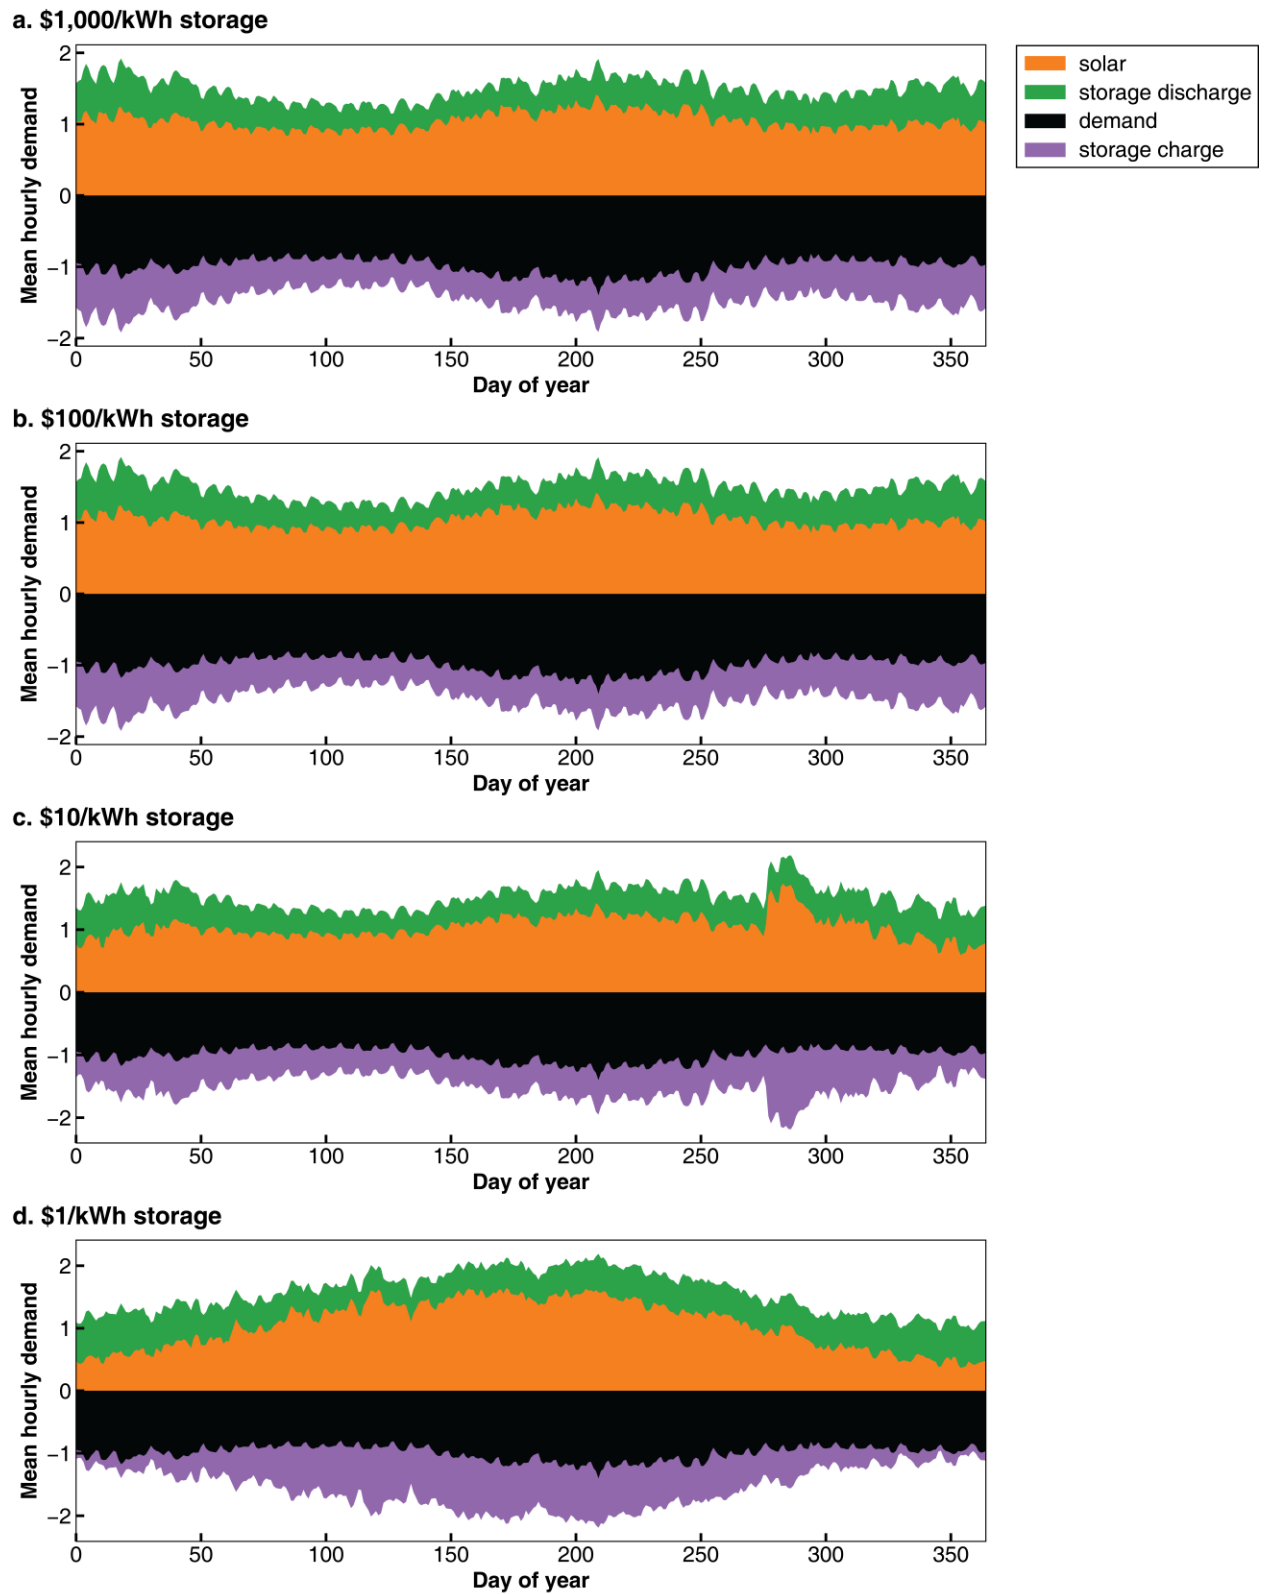 a. $1,000/kWh storage
2
1
0
−1
−2
Mean hourly demand
0 50 100 150 200 250 300 350
Day of year
solar
storage discharge
demand
storage charge
b. $100/kWh storage
2
1
0
−1
−2
Mean hourly demand
0 50 100 150 200 250 300 350
Day of year
c. $10/kWh storage
2
1
0
−1
−2
Mean hourly demand
0 50 100 150 200 250 300 350
Day of year
d. $1/kWh storage
2
1
0
−1
−2
Mean hourly demand
0 50 100 150 200 250 300 350
Day of year